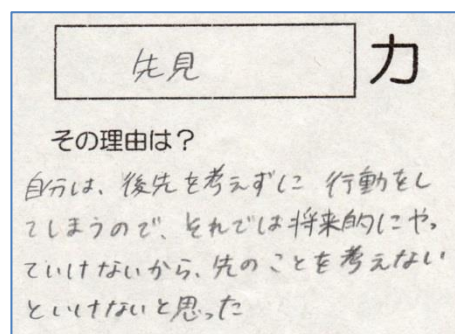 先見 力
その理由は？
自分は、後先を考えずに 行動をし
てしまうので、それでは将来的にやっ
ていけないから、先のことを考えない
といけないと思った